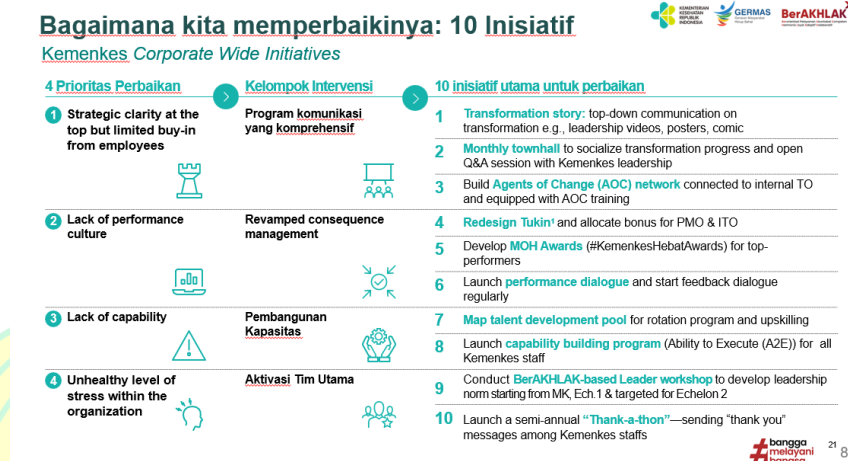 Bagaimana kita memperbaikinya: 10 Inisiatif
Kemenkes Corporate Wide Initiatives
KEMENTERIAN
KESEHATAN
REPUBLIK
INDONESIA
GERMAS
BerAKHLAK
4 Prioritas Perbaikan
Kelompok Intervensi
10 inisiatif utama untuk perbaikan
1 Strategic clarity at the
top but limited buy-in
from employees
Program komunikasi
yang komprehensif
1 Transformation story: top-down communication on
transformation e.g., leadership videos, posters, comic
2 Monthly townhall to socialize transformation progress and open
Q&A session with Kemenkes leadership
3 Build Agents of Change (AOC) network connected to internal TO
and equipped with AOC training
2 Lack of performance
culture
Revamped consequence
management
4 Redesign Tukin¹ and allocate bonus for PMO & ITO
5 Develop MOH Awards (#KemenkesHebatAwards) for top-
performers
6 Launch performance dialogue and start feedback dialogue
regularly
3 Lack of capability
Pembangunan
Kapasitas
7 Map talent development pool for rotation program and upskilling
8 Launch capability building program (Ability to Execute (A2E)) for all
Kemenkes staff
4 Unhealthy level of
stress within the
organization
Aktivasi Tim Utama
9 Conduct BerAKHLAK-based Leader workshop to develop leadership
norm starting from MK, Ech.1 & targeted for Echelon 2
10 Launch a semi-annual “Thank-a-thon”—sending “thank you”
messages among Kemenkes staffs
# bangga
melayani
bangsa
21
8